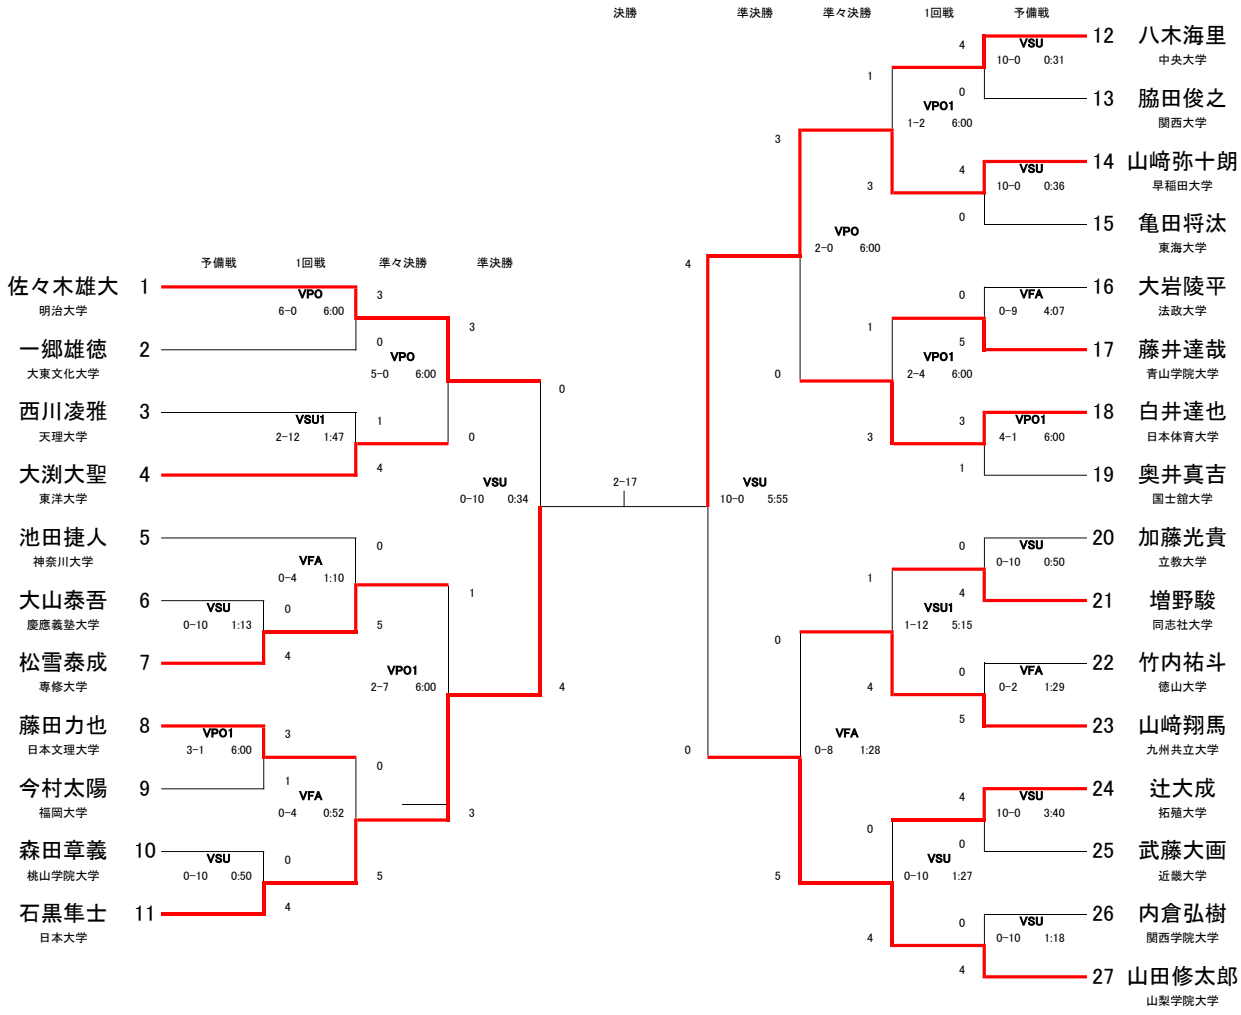 決勝 準決勝 準々決勝 1回戦 予備戦
12 八木海里
中央大学
4
VSU
10-0 0:31
1
0
13 脇田俊之
関西大学
VPO1
1-2 6:00
3
4
14 山﨑弥十朗
早稲田大学
VSU
10-0 0:36
3
0
15 亀田将汰
東海大学
VPO
2-0 6:00
4
16 大岩陵平
法政大学
0
VFA
0-9 4:07
1
5
17 藤井達哉
青山学院大学
VPO1
2-4 6:00
0
18 白井達也
日本体育大学
3
VPO1
4-1 6:00
3
1
19 奥井真吉
国士舘大学
VSU
10-0 5:55
20 加藤光貴
立教大学
0
VSU
0-10 0:50
1
4
21 増野駿
同志社大学
VSU1
1-12 5:15
0
22 竹内祐斗
徳山大学
0
VFA
0-2 1:29
4
5
23 山﨑翔馬
九州共立大学
VFA
0-8 1:28
0
24 辻大成
拓殖大学
4
VSU
10-0 3:40
0
0
25 武藤大画
近畿大学
VSU
0-10 1:27
5
26 内倉弘樹
関西学院大学
0
VSU
0-10 1:18
4
4
27 山田修太郎
山梨学院大学
予備戦 1回戦 準々決勝 準決勝
佐々木雄大 1
明治大学
VPO
6-0 6:00
3
3
一郷雄徳 2
大東文化大学
0
VPO
5-0 6:00
0
西川凌雅 3
天理大学
VSU1
2-12 1:47
1
0
大渕大聖 4
東洋大学
4
VSU
0-10 0:34
2-17
池田捷人 5
神奈川大学
0
VFA
0-4 1:10
1
大山泰吾 6
慶應義塾大学
VSU
0-10 1:13
0
5
松雪泰成 7
専修大学
4
VPO1
2-7 6:00
4
藤田力也 8
日本文理大学
VPO1
3-1 6:00
3
0
今村太陽 9
福岡大学
1
VFA
0-4 0:52
3
森田章義 10
桃山学院大学
VSU
0-10 0:50
0
5
石黒隼士 11
日本大学
4